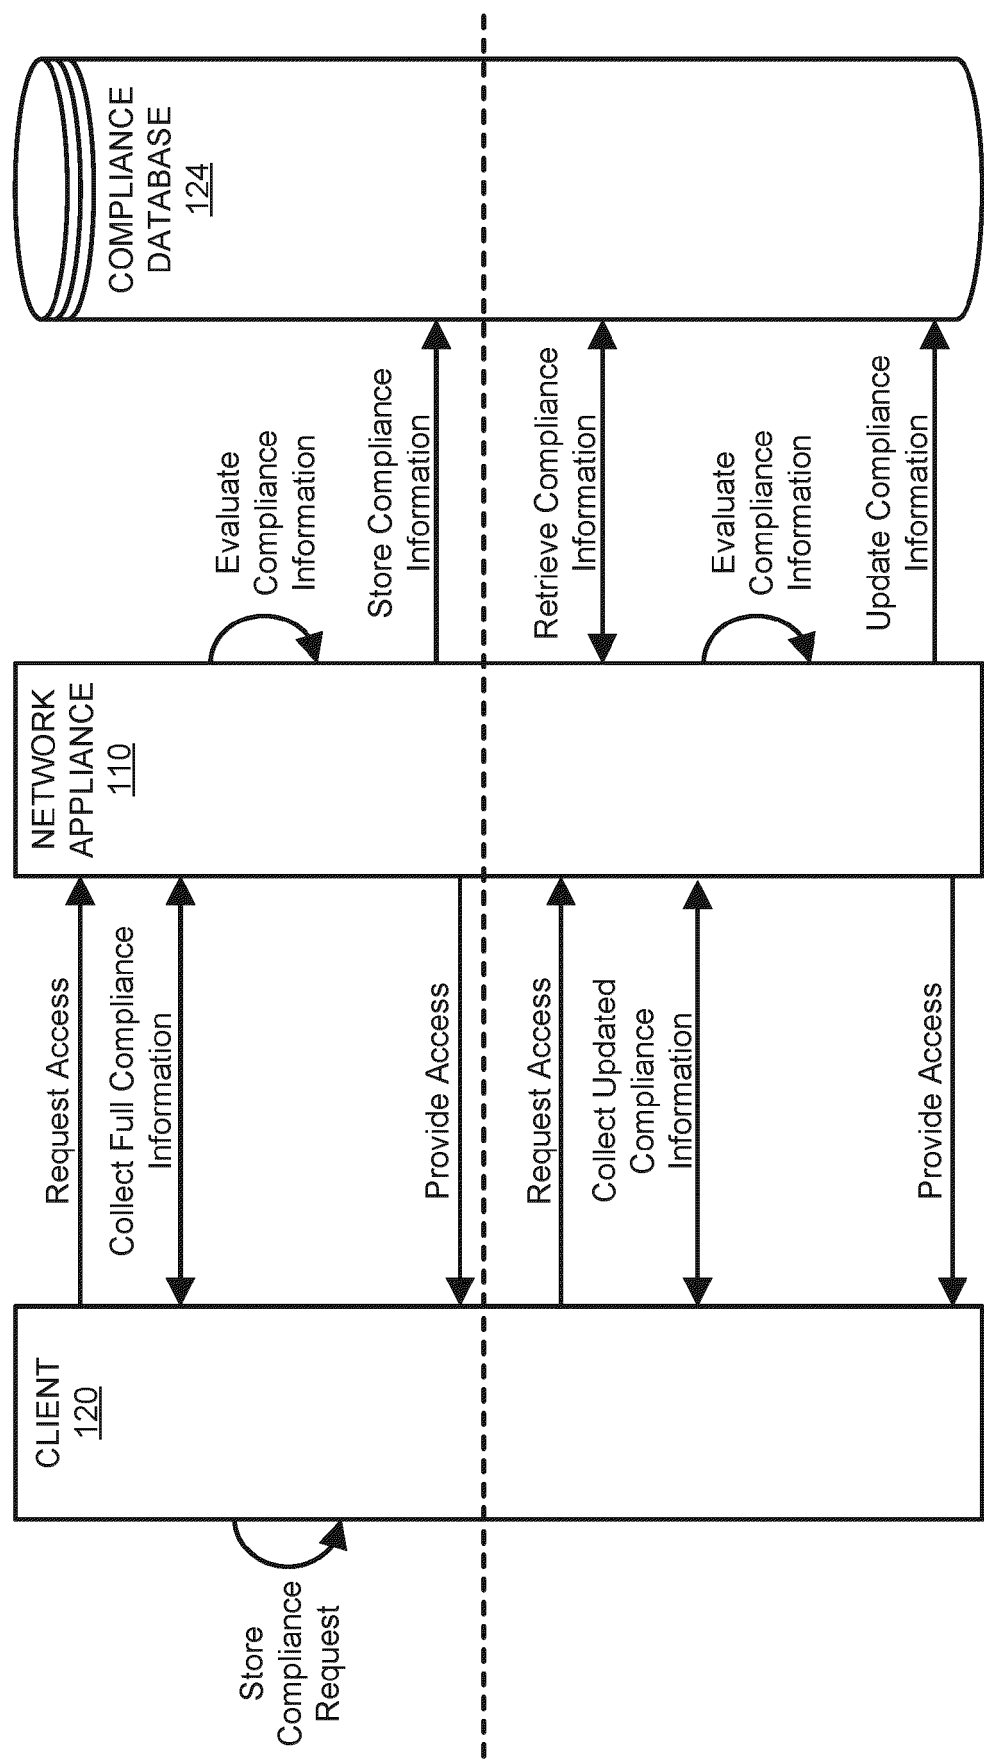 CLIENT
120
NETWORK
APPLIANCE
110
COMPLIANCE
DATABASE
124
Request Access
Collect Full Compliance
Information
Store
Compliance
Request
Evaluate
Compliance
Information
Store Compliance
Information
Provide Access
Request Access
Retrieve Compliance
Information
Collect Updated
Compliance
Information
Evaluate
Compliance
Information
Update Compliance
Information
Provide Access